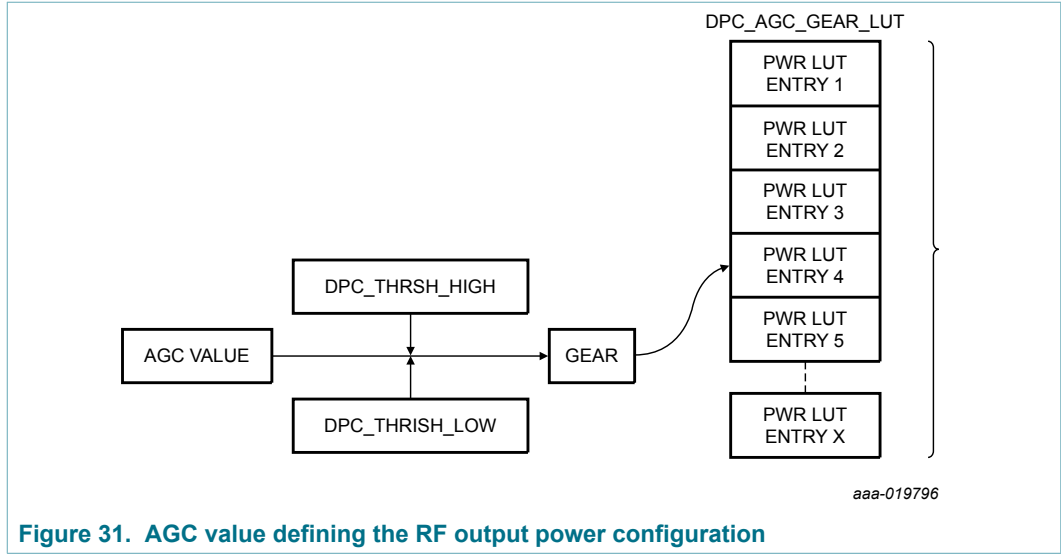 DPC_AGC_GEAR_LUT
PWR LUT
ENTRY 1
PWR LUT
ENTRY 2
PWR LUT
ENTRY 3
PWR LUT
ENTRY 4
PWR LUT
ENTRY 5
PWR LUT
ENTRY X
DPC_THRSH_HIGH
AGC VALUE
GEAR
DPC_THRISH_LOW
aaa-019796
Figure 31. AGC value defining the RF output power configuration